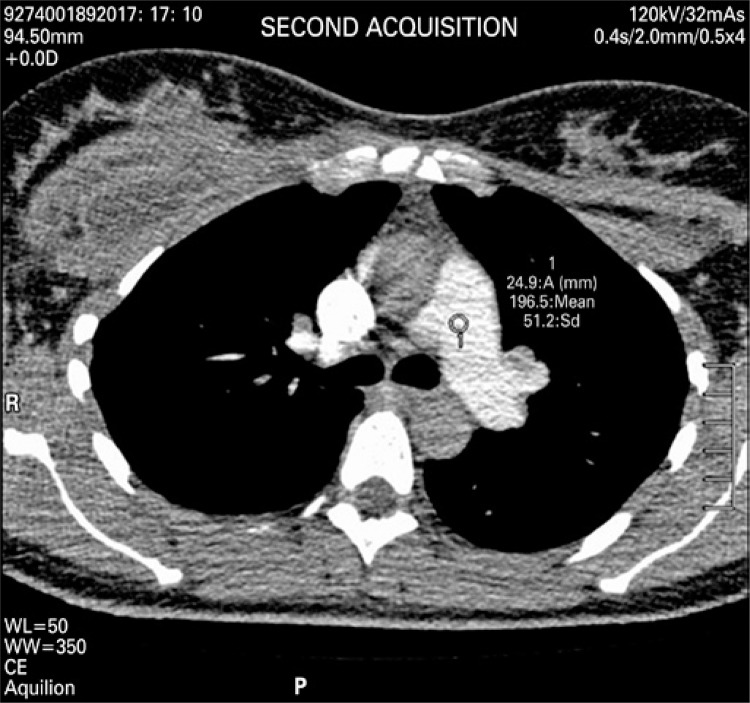 9274001892017: 17: 10
94.50mm
+0.0D
SECOND ACQUISITION
120kV/32mAs
0.4s/2.0mm/0.5x4
1
24.9:A (mm)
196.5:Mean
51.2:Sd
1
R
WL=50
WW=350
CE
Aquilion
P